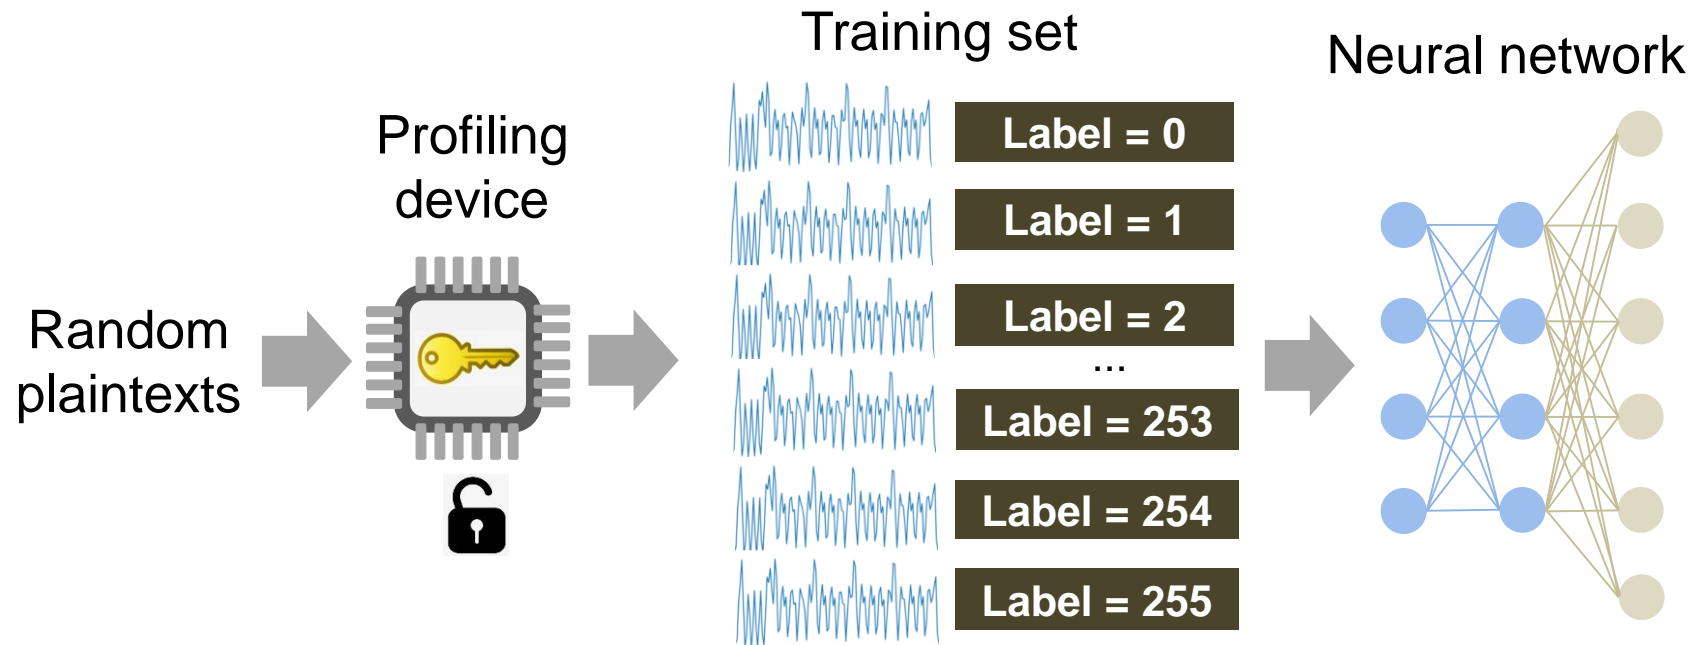 Random
plaintexts
Profiling
device
Training set
Label = 0
Label = 1
Label = 2
...
Label = 253
Label = 254
Label = 255
Neural network